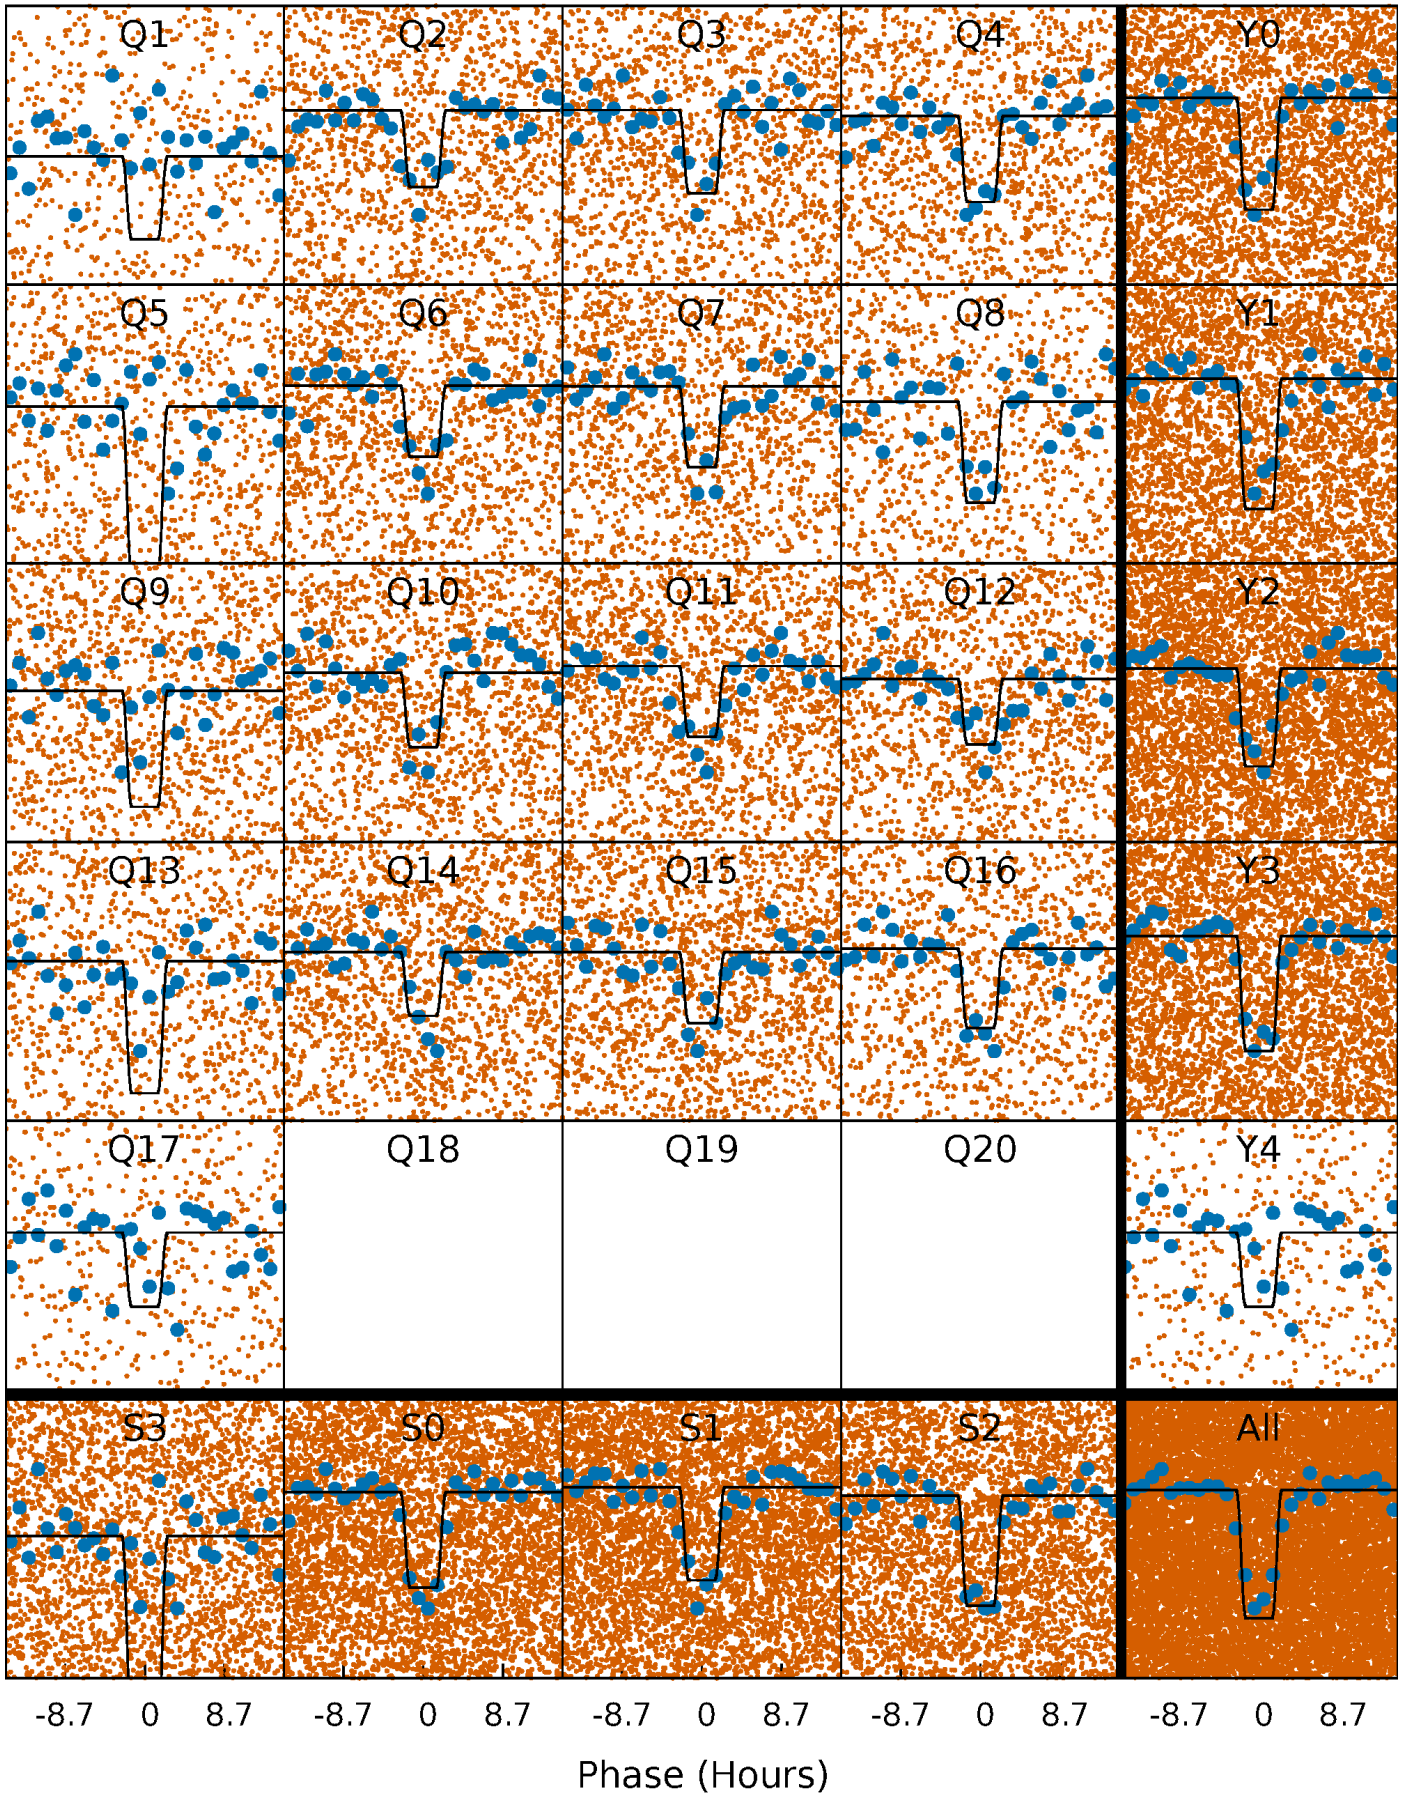 Q1 Q2 Q3 Q4 Y0
Q5 Q6 Q7 Q8 Y1
Q9 Q10 Q11 Q12 Y2
Q13 Q14 Q15 Q16 Y3
Q17 Q18 Q19 Q20 Y4
S3 S0 S1 S2 All
-8.7 0 8.7 -8.7 0 8.7 -8.7 0 8.7 -8.7 0 8.7 -8.7 0 8.7
Phase (Hours)